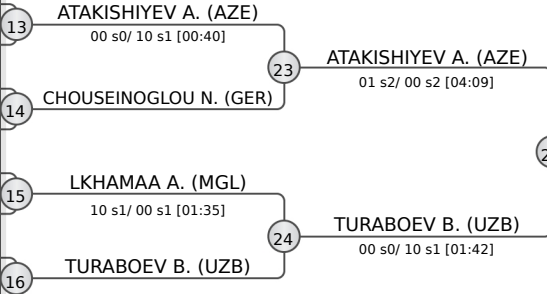 13
ATAKISHIYEV A. (AZE)
00 s0/ 10 s1 [00:40]
23
ATAKISHIYEV A. (AZE)
01 s2/ 00 s2 [04:09]
14
CHOUSEINOGLOU N. (GER)
15
LKHAMAA A. (MGL)
10 s1/ 00 s1 [01:35]
24
TURABOEV B. (UZB)
00 s0/ 10 s1 [01:42]
16
TURABOEV B. (UZB)